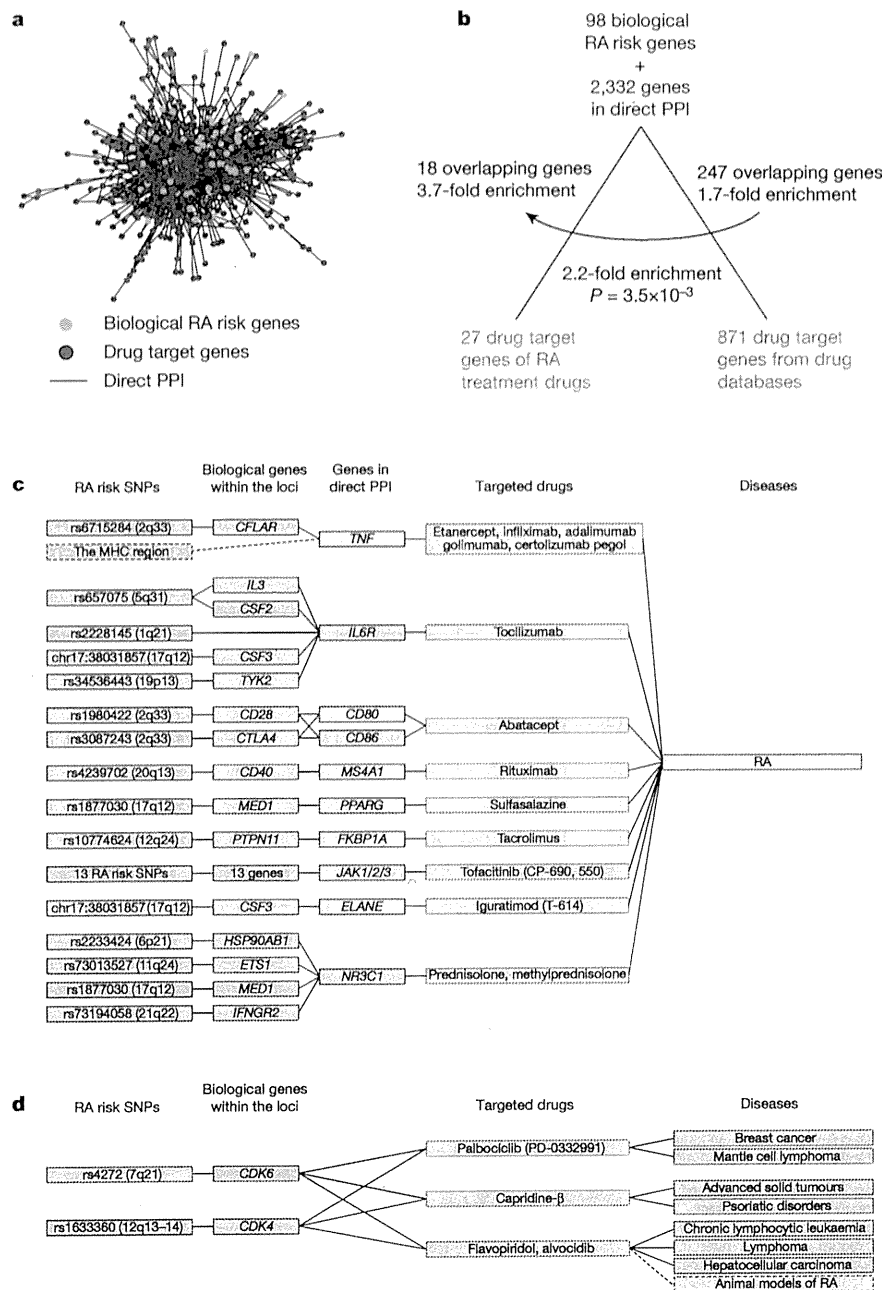 a
Biological RA risk genes
Drug target genes
Direct PPI
b
98 biological
RA risk genes
+
2,332 genes
in direct PPI
18 overlapping genes
3.7-fold enrichment
247 overlapping genes
1.7-fold enrichment
2.2-fold enrichment
P = 3.5×10⁻³
27 drug target
genes of RA
treatment drugs
871 drug target
genes from drug
databases
c
RA risk SNPs
Biological genes
within the loci
Genes in
direct PPI
Targeted drugs
Diseases
rs6715284 (2q33)
CFLAR
The MHC region
TNF
Etanercept, infliximab, adalimumab
golimumab, certolizumab pegol
rs657075 (5q31)
IL3
CSF2
rs2228145 (1q21)
IL6R
Tocilizumab
chr17:38031857 (17q12)
CSF3
rs34536443 (19p13)
TYK2
rs1980422 (2q33)
CD28
CD80
rs3087243 (2q33)
CTLA4
CD86
Abatacept
rs4239702 (20q13)
CD40
MS4A1
Rituximab
RA
rs1877030 (17q12)
MED1
PPARG
Sulfasalazine
rs10774624 (12q24)
PTPN11
FKBP1A
Tacrolimus
13 RA risk SNPs
13 genes
JAK1/2/3
Tofacitinib (CP-690, 550)
chr17:38031857 (17q12)
CSF3
ELANE
Iguratimod (T-614)
rs2233424 (6p21)
HSP90AB1
rs73013527 (11q24)
ETS1
rs1877030 (17q12)
MED1
rs73194058 (21q22)
IFNGR2
NR3C1
Prednisolone, methylprednisolone
d
RA risk SNPs
Biological genes
within the loci
Targeted drugs
Diseases
rs4272 (7q21)
CDK6
rs1633360 (12q13–14)
CDK4
Palbociclib (PD-0332991)
Breast cancer
Mantle cell lymphoma
Capridine-β
Advanced solid tumours
Psoriatic disorders
Flavopiridol, alvocidib
Chronic lymphocytic leukaemia
Lymphoma
Hepatocellular carcinoma
Animal models of RA